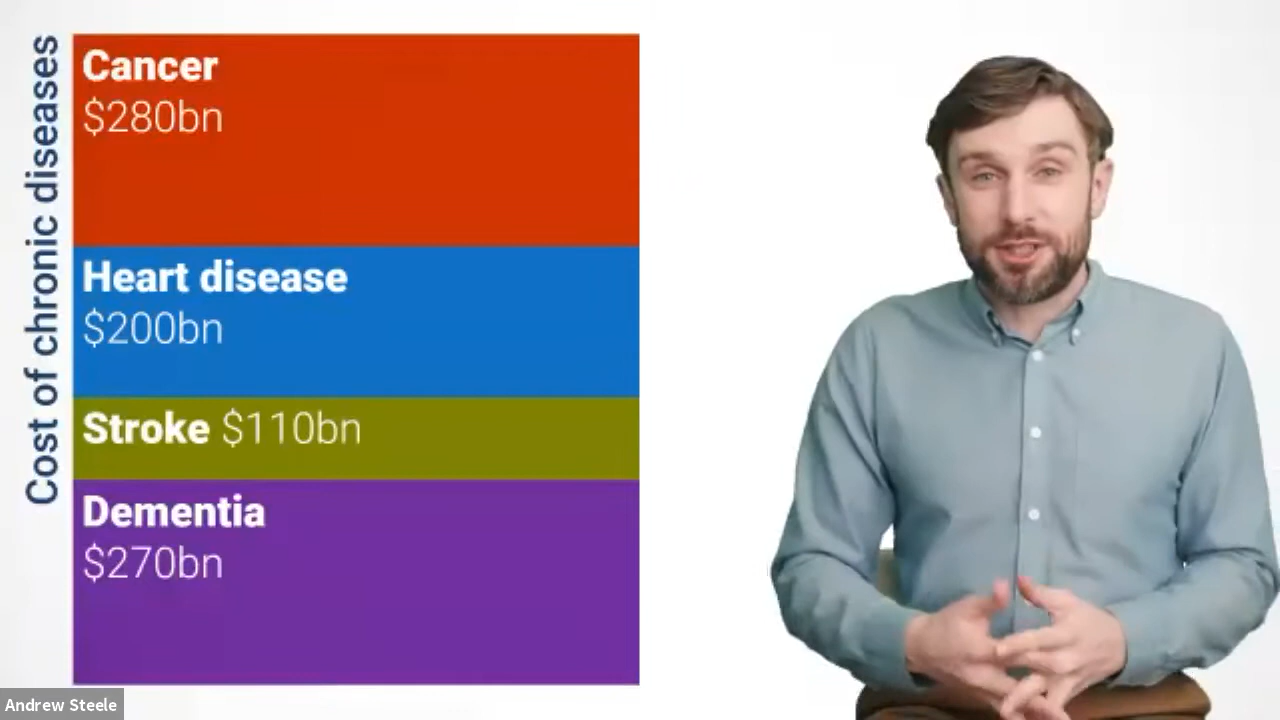 Cost of chronic diseases
Cancer
$280bn
Heart disease
$200bn
Stroke $110bn
Dementia
$270bn
Andrew Steele